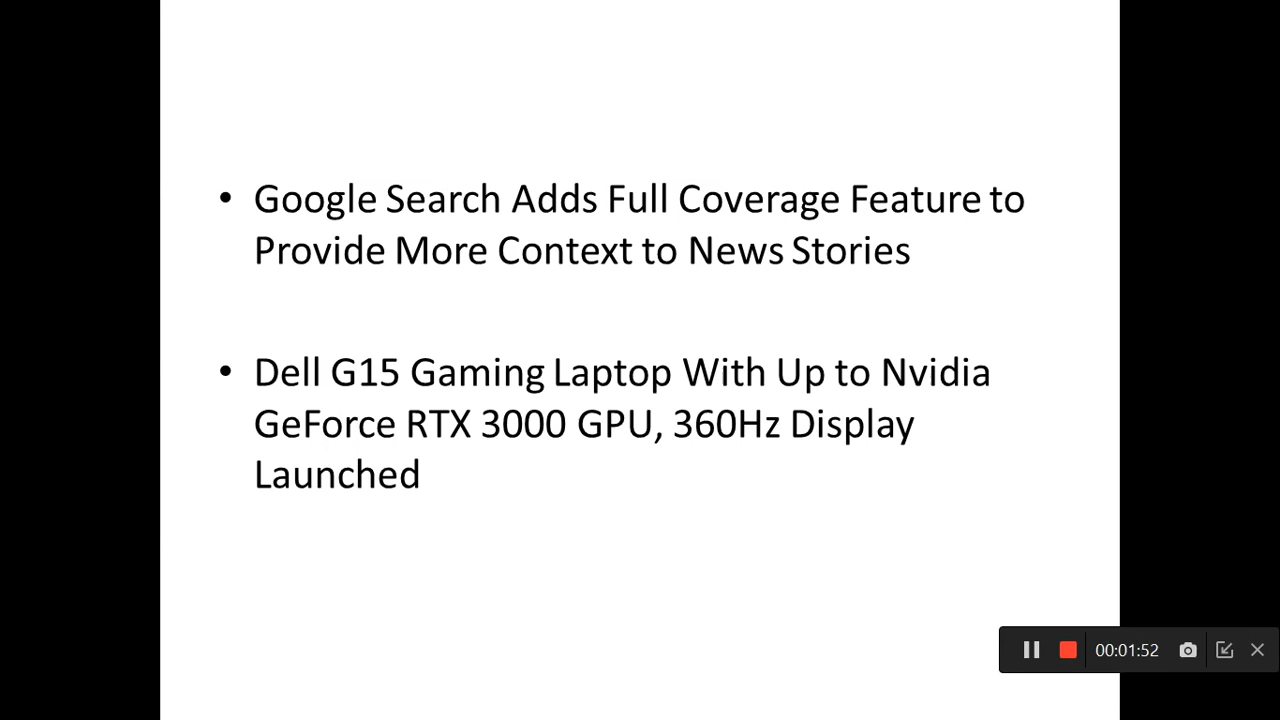 • Google Search Adds Full Coverage Feature to
Provide More Context to News Stories
• Dell G15 Gaming Laptop With Up to Nvidia
GeForce RTX 3000 GPU, 360Hz Display
Launched
00:01:52